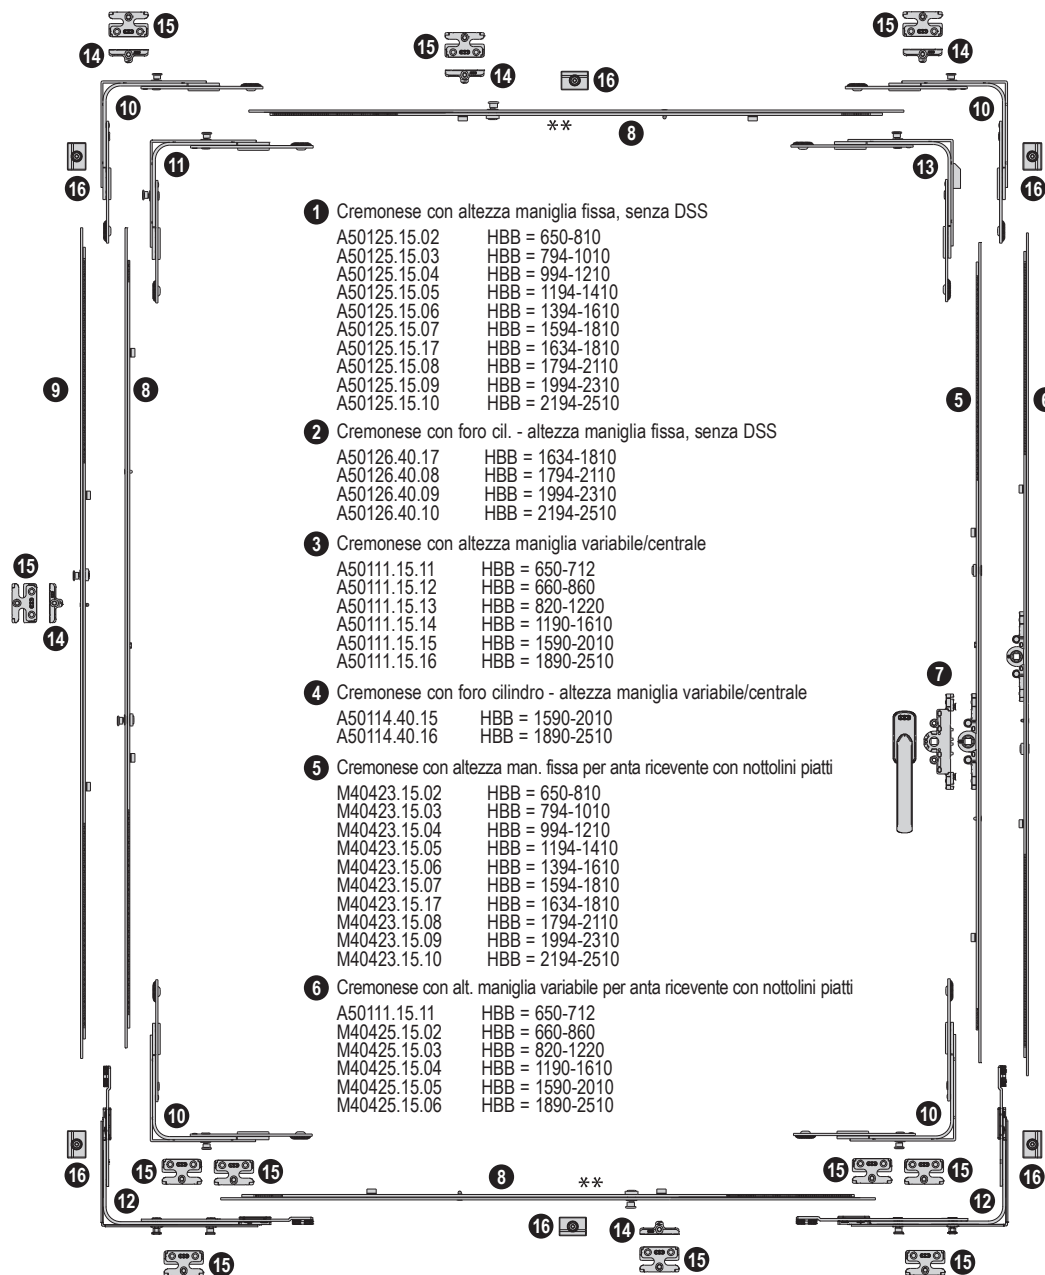 15
15
15
14
14
14
16
10
10
**
8
16
16
11
13
1 Cremonese con altezza maniglia fissa, senza DSS
A50125.15.02 HBB = 650-810
A50125.15.03 HBB = 794-1010
A50125.15.04 HBB = 994-1210
A50125.15.05 HBB = 1194-1410
A50125.15.06 HBB = 1394-1610
A50125.15.07 HBB = 1594-1810
A50125.15.17 HBB = 1634-1810
A50125.15.08 HBB = 1794-2110
A50125.15.09 HBB = 1994-2310
A50125.15.10 HBB = 2194-2510
9
8
5
6
2 Cremonese con foro cil. - altezza maniglia fissa, senza DSS
A50126.40.17 HBB = 1634-1810
A50126.40.08 HBB = 1794-2110
A50126.40.09 HBB = 1994-2310
A50126.40.10 HBB = 2194-2510
3 Cremonese con altezza maniglia variabile/centrale
A50111.15.11 HBB = 650-712
A50111.15.12 HBB = 660-860
A50111.15.13 HBB = 820-1220
A50111.15.14 HBB = 1190-1610
A50111.15.15 HBB = 1590-2010
A50111.15.16 HBB = 1890-2510
15
14
7
4 Cremonese con foro cilindro - altezza maniglia variabile/centrale
A50114.40.15 HBB = 1590-2010
A50114.40.16 HBB = 1890-2510
5 Cremonese con altezza man. fissa per anta ricevente con nottolini piatti
M40423.15.02 HBB = 650-810
M40423.15.03 HBB = 794-1010
M40423.15.04 HBB = 994-1210
M40423.15.05 HBB = 1194-1410
M40423.15.06 HBB = 1394-1610
M40423.15.07 HBB = 1594-1810
M40423.15.17 HBB = 1634-1810
M40423.15.08 HBB = 1794-2110
M40423.15.09 HBB = 1994-2310
M40423.15.10 HBB = 2194-2510
6 Cremonese con alt. maniglia variabile per anta ricevente con nottolini piatti
A50111.15.11 HBB = 650-712
M40425.15.02 HBB = 660-860
M40425.15.03 HBB = 820-1220
M40425.15.04 HBB = 1190-1610
M40425.15.05 HBB = 1590-2010
M40425.15.06 HBB = 1890-2510
10
10
16
15
15
15
15
16
12
8
**
12
16
14
15
15
15